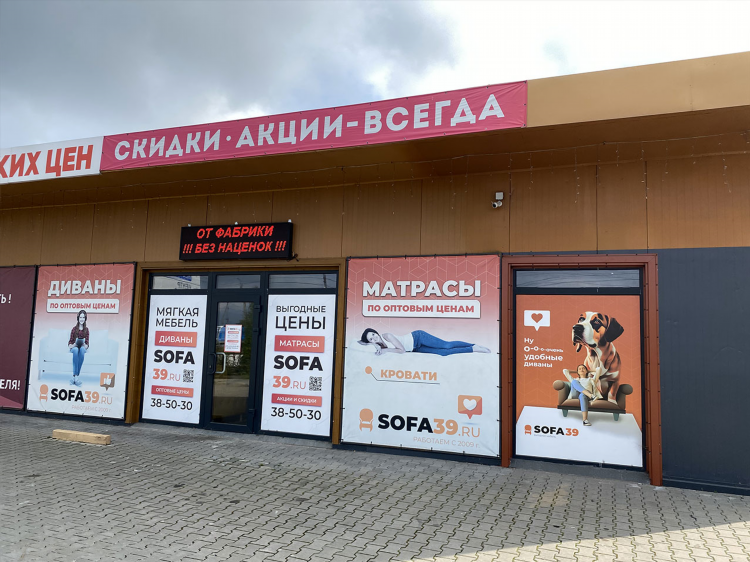 КИХ ЦЕН
СКИДКИ · АКЦИИ - ВСЕГДА
ОТ ФАБРИКИ
!!! БЕЗ НАЦЕНОК !!!
ДИВАНЫ
ПО ОПТОВЫМ ЦЕНАМ
SOFA39.RU
МЯГКАЯ
МЕБЕЛЬ
ДИВАНЫ
SOFA
39.RU
ОПТОВЫЕ ЦЕНЫ
38-50-30
ВЫГОДНЫЕ
ЦЕНЫ
МАТРАСЫ
SOFA
39.RU
АКЦИИ И СКИДКИ
38-50-30
МАТРАСЫ
ПО ОПТОВЫМ ЦЕНАМ
КРОВАТИ
SOFA39.RU
РАБОТАЕМ С 2009 Г.
Ну
о-о-о-очень
удобные
диваны
SOFA39